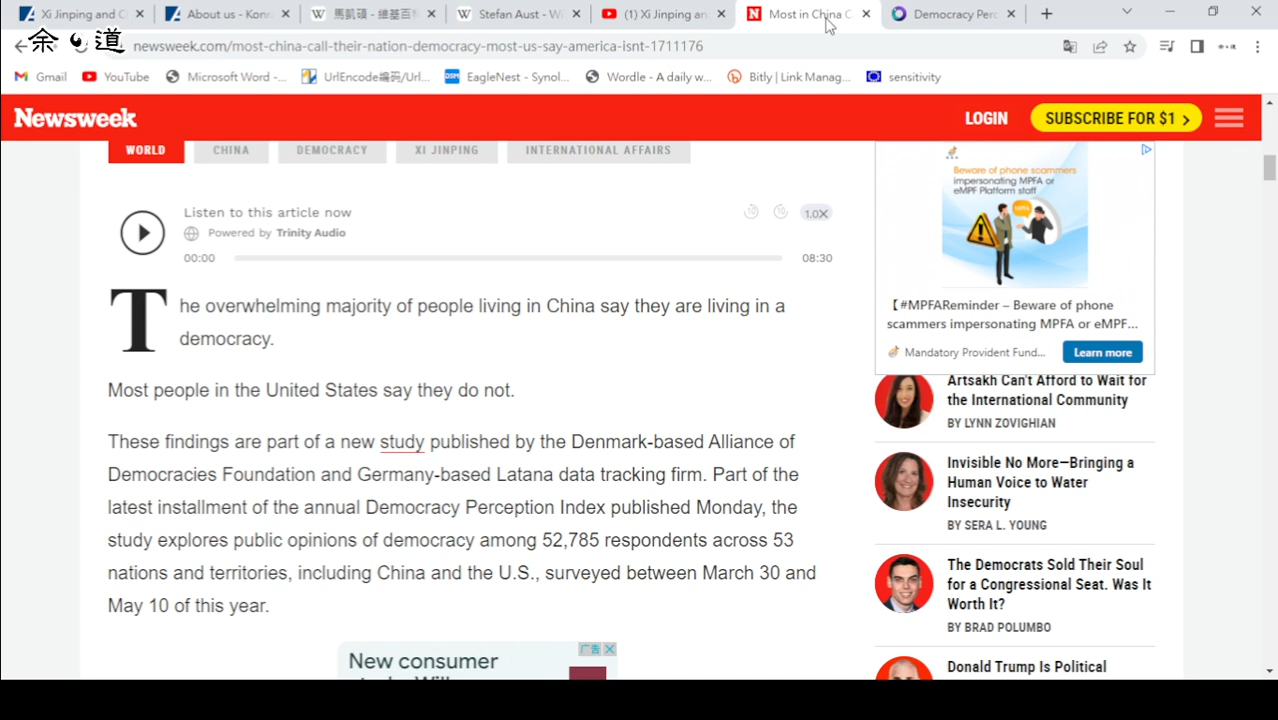 Xi Jinping and C
About us - Konra
馬凱碩 - 維基百科
Stefan Aust - Wi
(1) Xi Jinping an
Most in China C
Democracy Perc
余道
newsweek.com/most-china-call-their-nation-democracy-most-us-say-america-isnt-1711176
Gmail
YouTube
Microsoft Word -...
UrlEncode編码/Url...
EagleNest - Synol...
Wordle - A daily w...
Bitly | Link Manag...
sensitivity
Newsweek
LOGIN
SUBSCRIBE FOR $1
WORLD
CHINA
DEMOCRACY
XI JINPING
INTERNATIONAL AFFAIRS
Listen to this article now
Powered by Trinity Audio
10
10
1.0X
00:00
08:30
The overwhelming majority of people living in China say they are living in a
democracy.
Most people in the United States say they do not.
These findings are part of a new study published by the Denmark-based Alliance of
Democracies Foundation and Germany-based Latana data tracking firm. Part of the
latest installment of the annual Democracy Perception Index published Monday, the
study explores public opinions of democracy among 52,785 respondents across 53
nations and territories, including China and the U.S., surveyed between March 30 and
May 10 of this year.
广告
New consumer
Beware of phone scammers
impersonating MPFA or
eMPF Platform staff
【#MPFAReminder – Beware of phone
scammers impersonating MPFA or eMPF...
Mandatory Provident Fund...
Learn more
Artsakh Can't Afford to Wait for
the International Community
BY LYNN ZOVIGHIAN
Invisible No More—Bringing a
Human Voice to Water
Insecurity
BY SERA L. YOUNG
The Democrats Sold Their Soul
for a Congressional Seat. Was It
Worth It?
BY BRAD POLUMBO
Donald Trump Is Political